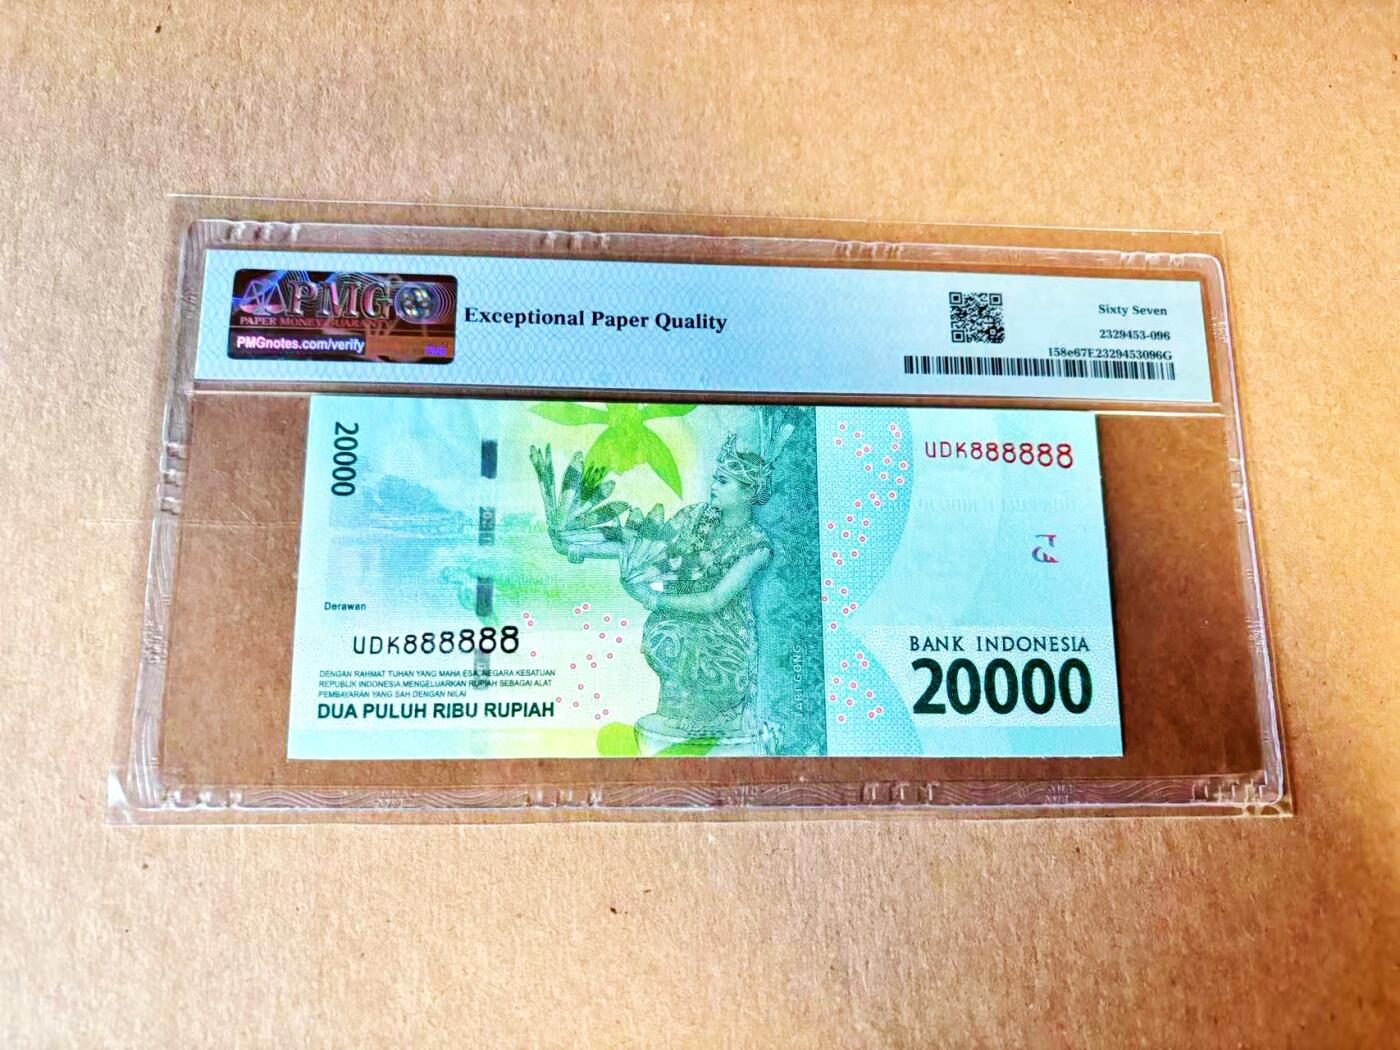 PMG
PAPER MONEY GUARANTY
PMGnotes.com/verify
Exceptional Paper Quality
Sixty Seven
2329453-096
158e67E2329453096G
20000
UDK888888
Derawan
UDK888888
DENGAN RAHMAT TUHAN YANG MAHA ESA, NEGARA KESATUAN
REPUBLIK INDONESIA MENGELUARKAN RUPIAH SEBAGAI ALAT
PEMBAYARAN YANG SAH DENGAN NILAI
DUA PULUH RIBU RUPIAH
TARI GONG
BANK INDONESIA
20000